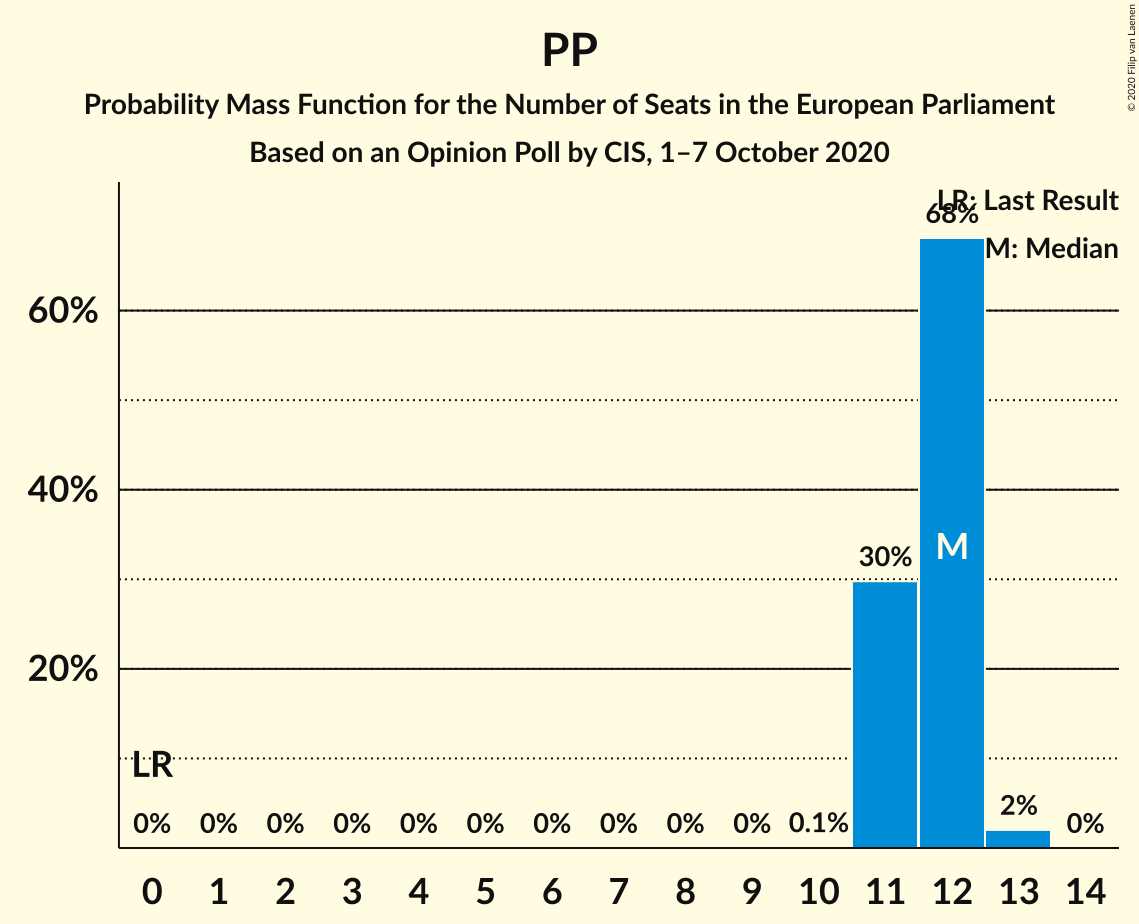 PP
Probability Mass Function for the Number of Seats in the European Parliament
Based on an Opinion Poll by CIS, 1–7 October 2020
© 2020 Filip van Laenen
LR: Last Result
M: Median
68%
60%
40%
M
30%
20%
LR
0% 0% 0% 0% 0% 0% 0% 0% 0% 0% 0.1% 2% 0%
0 1 2 3 4 5 6 7 8 9 10 11 12 13 14